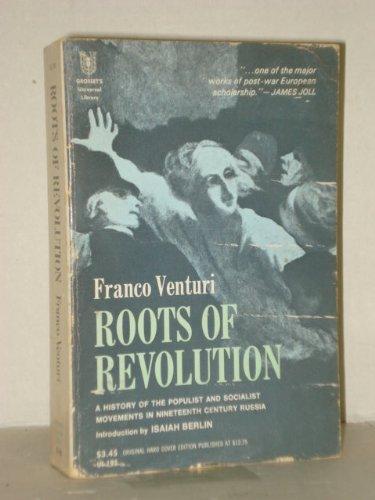 GROSSET'S
Universal
Library
"...one of the major
works of post-war European
scholarship."—JAMES JOLL
Franco Venturi
ROOTS OF
REVOLUTION
A HISTORY OF THE POPULIST AND SOCIALIST
MOVEMENTS IN NINETEENTH CENTURY RUSSIA
Introduction by ISAIAH BERLIN
$3.45 ORIGINAL HARD COVER EDITION PUBLISHED AT $12.75
UL 195
ROOTS OF REVOLUTION Franco Venturi